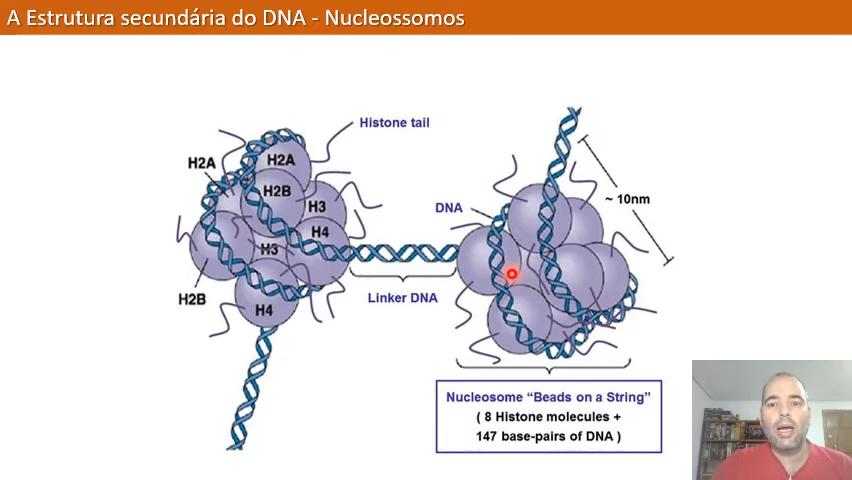 A Estrutura secundária do DNA - Nucleossomos
Histone tail
H2A
H2A
H2B
H3
H4
H3
H2B
H4
Linker DNA
DNA
~ 10nm
Nucleosome “Beads on a String”
( 8 Histone molecules +
147 base-pairs of DNA )